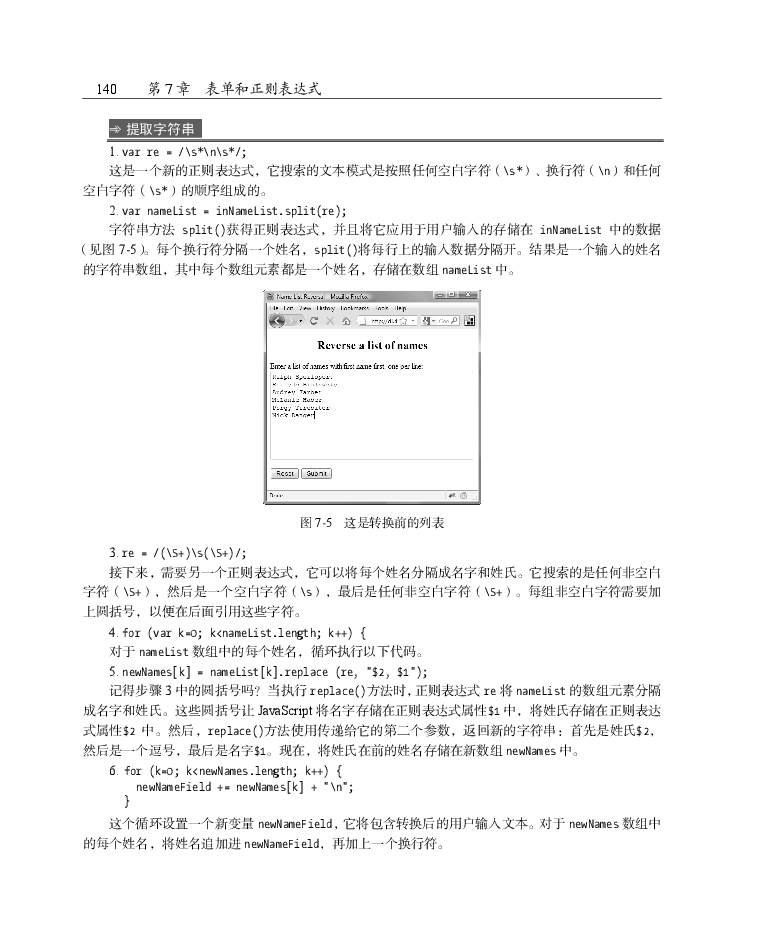 140 第 7 章 表单和正则表达式
提取字符串
1. var re = /\s*\n\s*/;
这是一个新的正则表达式，它搜索的文本模式是按照任何空白字符（\s*）、换行符（\n）和任何
空白字符（\s*）的顺序组成的。
2. var nameList = inNameList.split(re);
字符串方法 split()获得正则表达式，并且将它应用于用户输入的存储在 inNameList 中的数据
（见图 7-5）。每个换行符分隔一个姓名，split()将每行上的输入数据分隔开。结果是一个输入的姓名
的字符串数组，其中每个数组元素都是一个姓名，存储在数组 nameList 中。
Name List Reversal - Mozilla Firefox
File Edit View History Bookmarks Tools Help
Reverse a list of names
Enter a list of names with first name first, one per line:
Ralph Spoilsport
Audrey Farber
Melanie Haber
Porgy Tirebiter
Nick Danger
Reset Submit
Done
图 7-5 这是转换前的列表
3. re = /(\S+)\s(\S+)/;
接下来，需要另一个正则表达式，它可以将每个姓名分隔成名字和姓氏。它搜索的是任何非空白
字符（\S+），然后是一个空白字符（\s），最后是任何非空白字符（\S+）。每组非空白字符需要加
上圆括号，以便在后面引用这些字符。
4. for (var k=0; k<nameList.length; k++) {
对于 nameList 数组中的每个姓名，循环执行以下代码。
5. newNames[k] = nameList[k].replace (re, "$2, $1");
记得步骤 3 中的圆括号吗？当执行 replace()方法时，正则表达式 re 将 nameList 的数组元素分隔
成名字和姓氏。这些圆括号让 JavaScript 将名字存储在正则表达式属性$1 中，将姓氏存储在正则表达
式属性$2 中。然后，replace()方法使用传递给它的第二个参数，返回新的字符串：首先是姓氏$2，
然后是一个逗号，最后是名字$1。现在，将姓氏在前的姓名存储在新数组 newNames 中。
6. for (k=0; k<newNames.length; k++) {
newNameField += newNames[k] + "\n";
}
这个循环设置一个新变量 newNameField，它将包含转换后的用户输入文本。对于 newNames 数组中
的每个姓名，将姓名追加进 newNameField，再加上一个换行符。